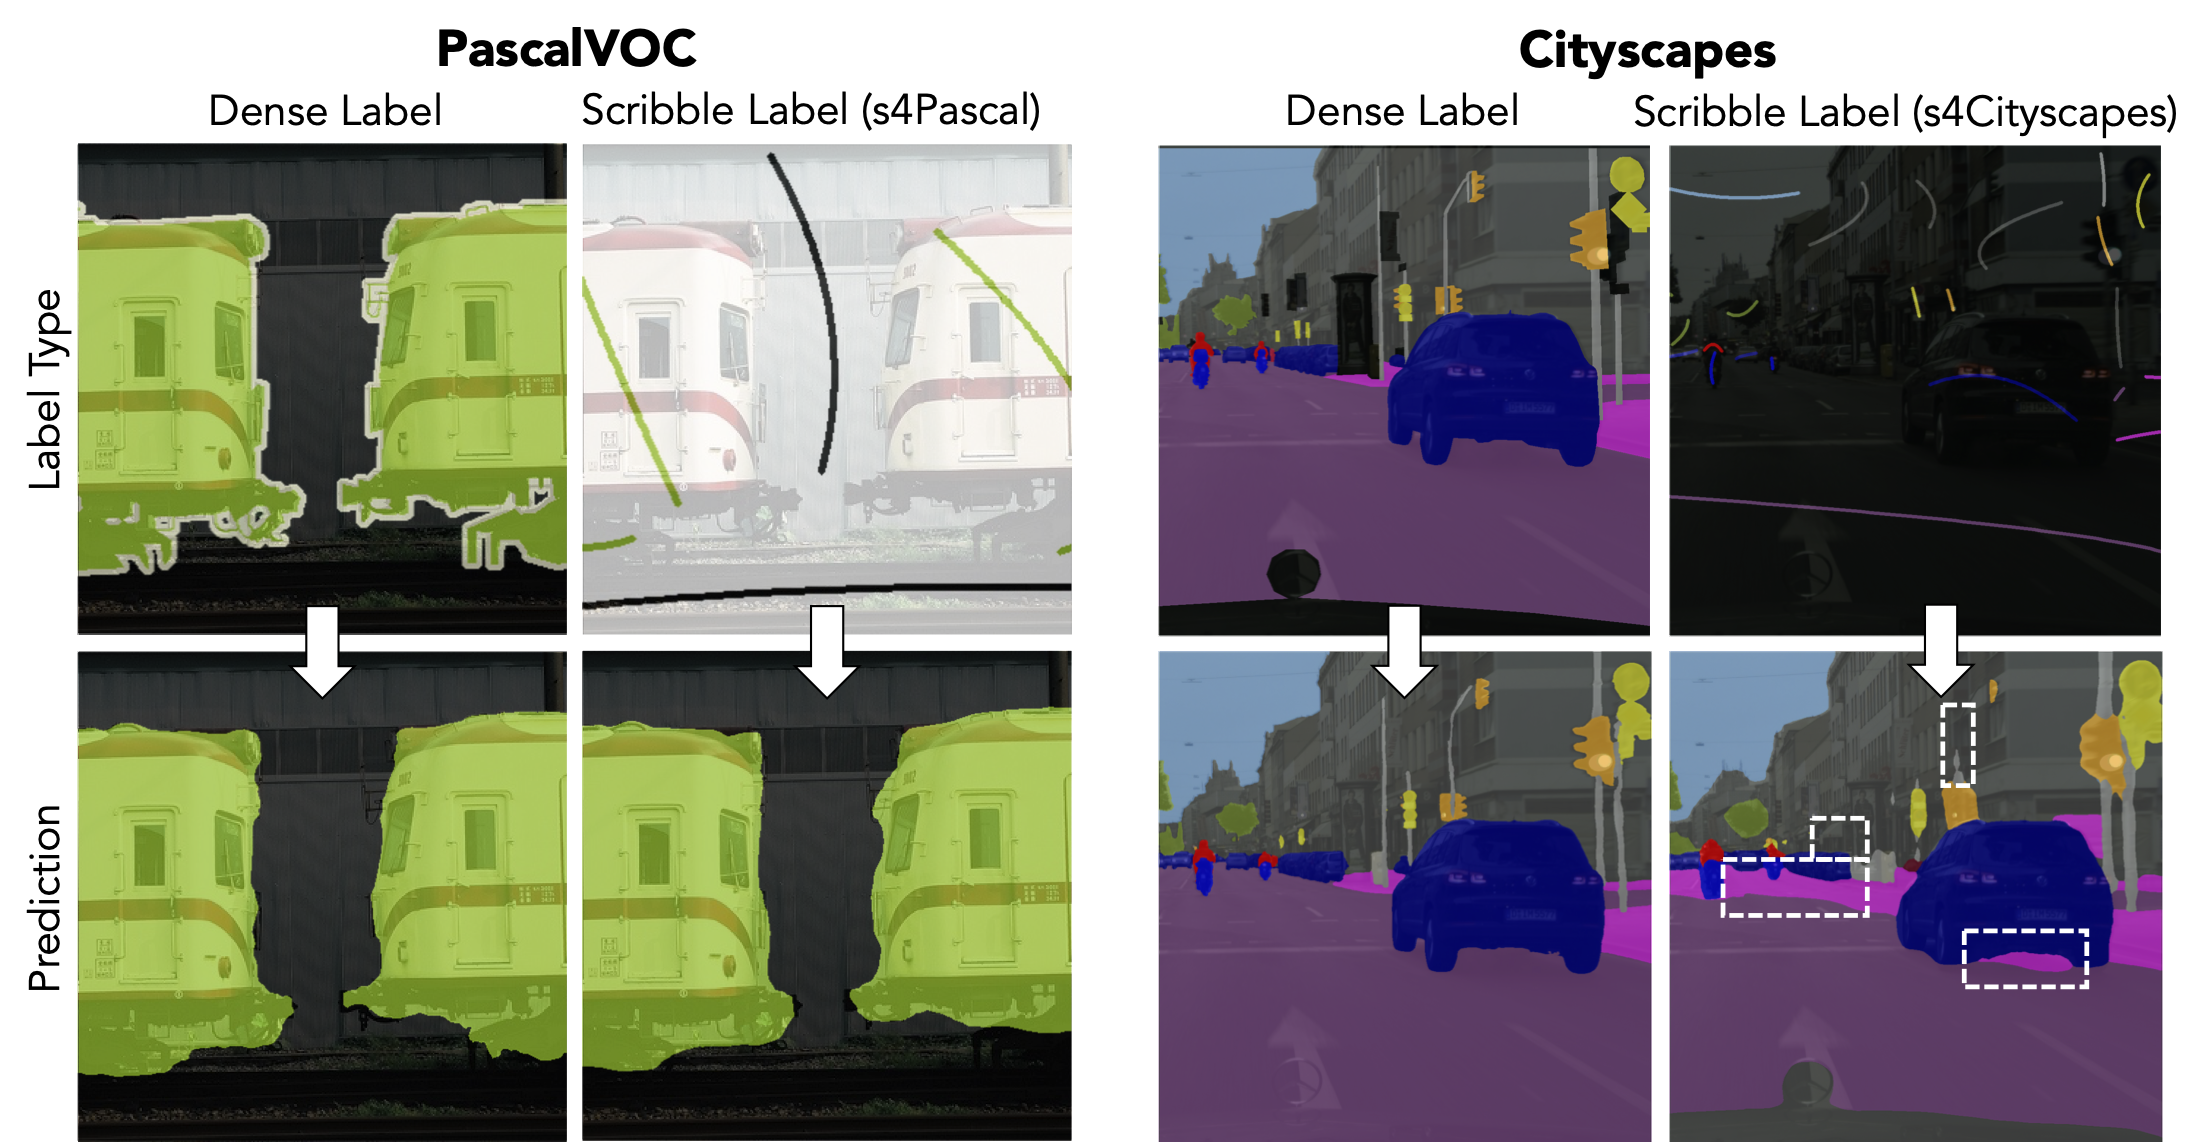 PascalVOC
Cityscapes
Dense Label
Scribble Label (s4Pascal)
Dense Label
Scribble Label (s4Cityscapes)
Label Type
Prediction